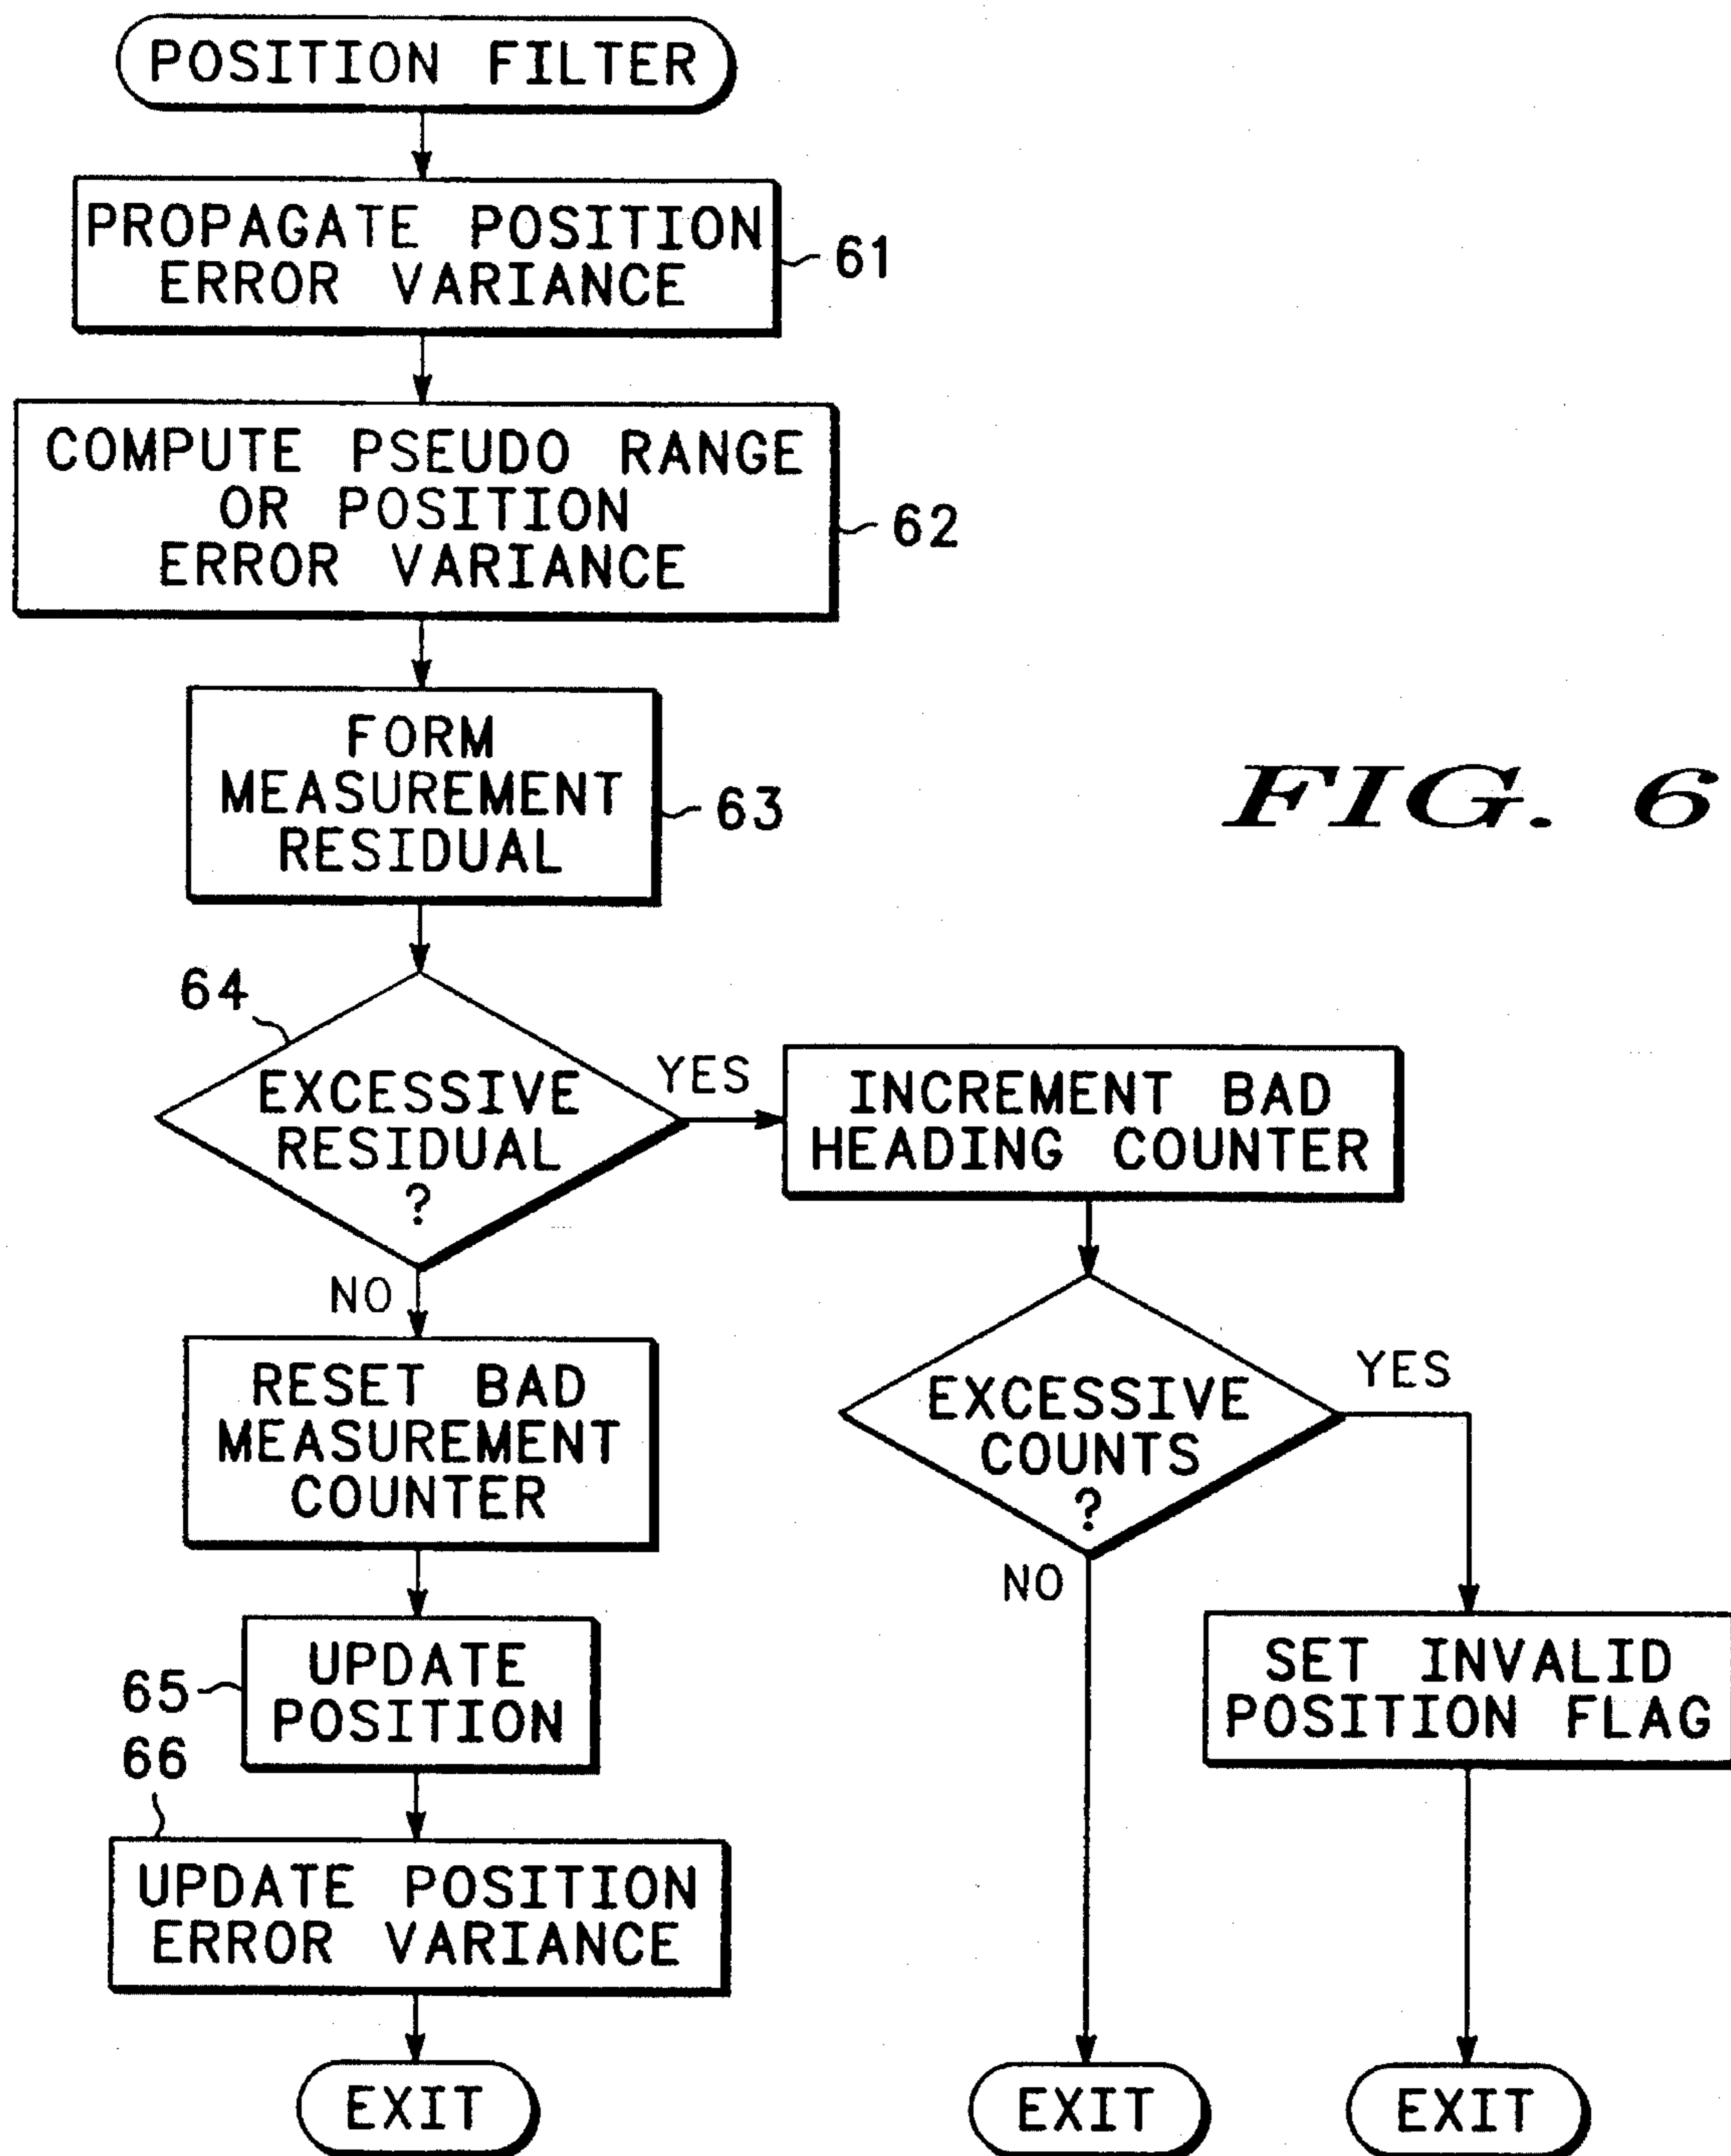 POSITION FILTER
PROPAGATE POSITION
ERROR VARIANCE
61
COMPUTE PSEUDO RANGE
OR POSITION
ERROR VARIANCE
62
FORM
MEASUREMENT
RESIDUAL
63
FIG. 6
64
EXCESSIVE
RESIDUAL
?
YES
INCREMENT BAD
HEADING COUNTER
NO
RESET BAD
MEASUREMENT
COUNTER
EXCESSIVE
COUNTS
?
YES
NO
65
UPDATE
POSITION
SET INVALID
POSITION FLAG
66
UPDATE POSITION
ERROR VARIANCE
EXIT
EXIT
EXIT